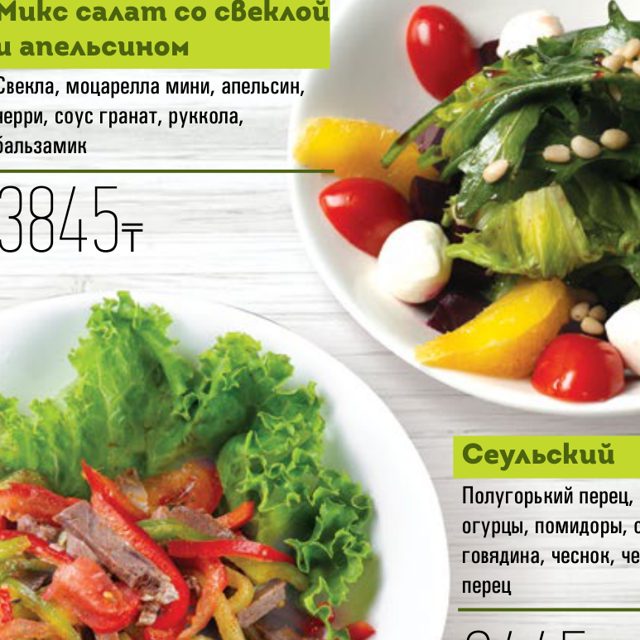 Микс салат со свеклой
и апельсином
Свекла, моцарелла мини, апельсин,
черри, соус гранат, руккола,
бальзамик
3845₸
Сеульский
Полугорький перец,
огурцы, помидоры,
говядина, чеснок,
перец